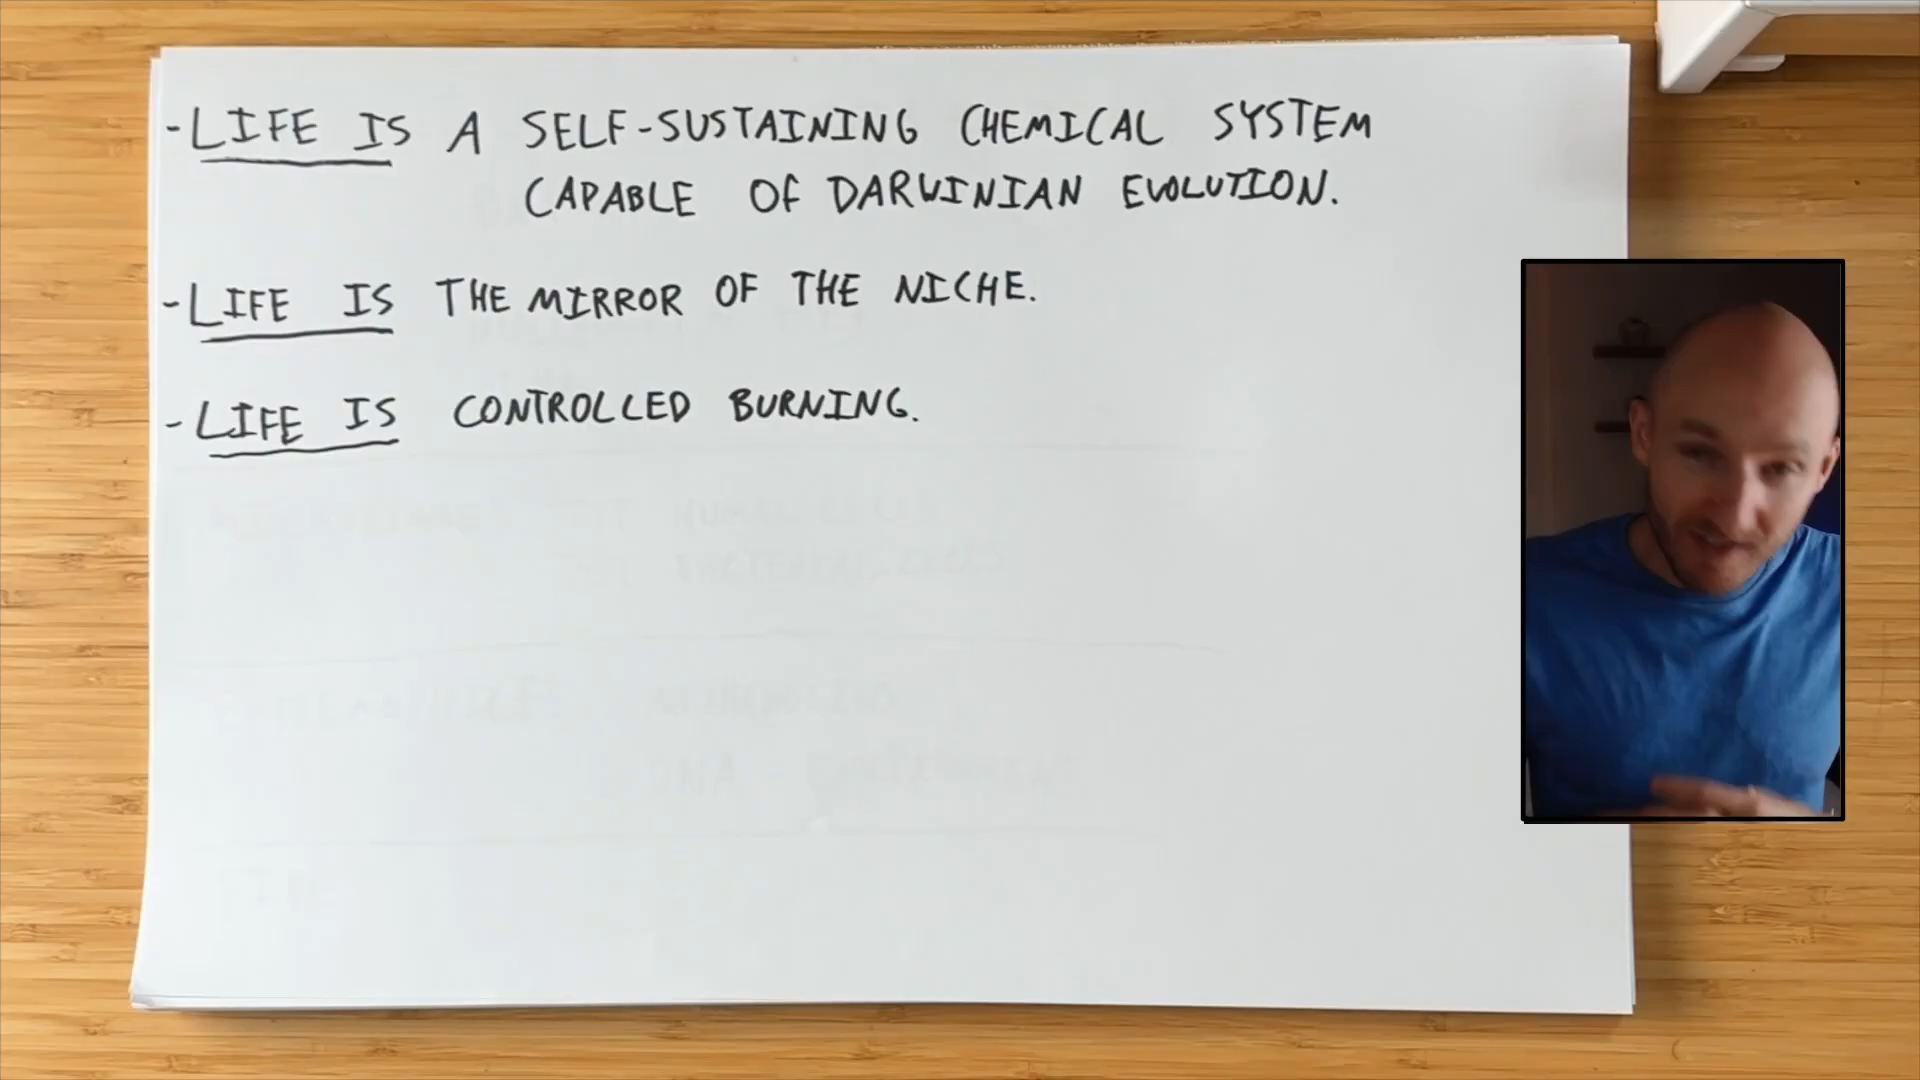 - LIFE IS A SELF-SUSTAINING CHEMICAL SYSTEM
CAPABLE OF DARWINIAN EVOLUTION.
- LIFE IS THE MIRROR OF THE NICHE.
- LIFE IS CONTROLLED BURNING.